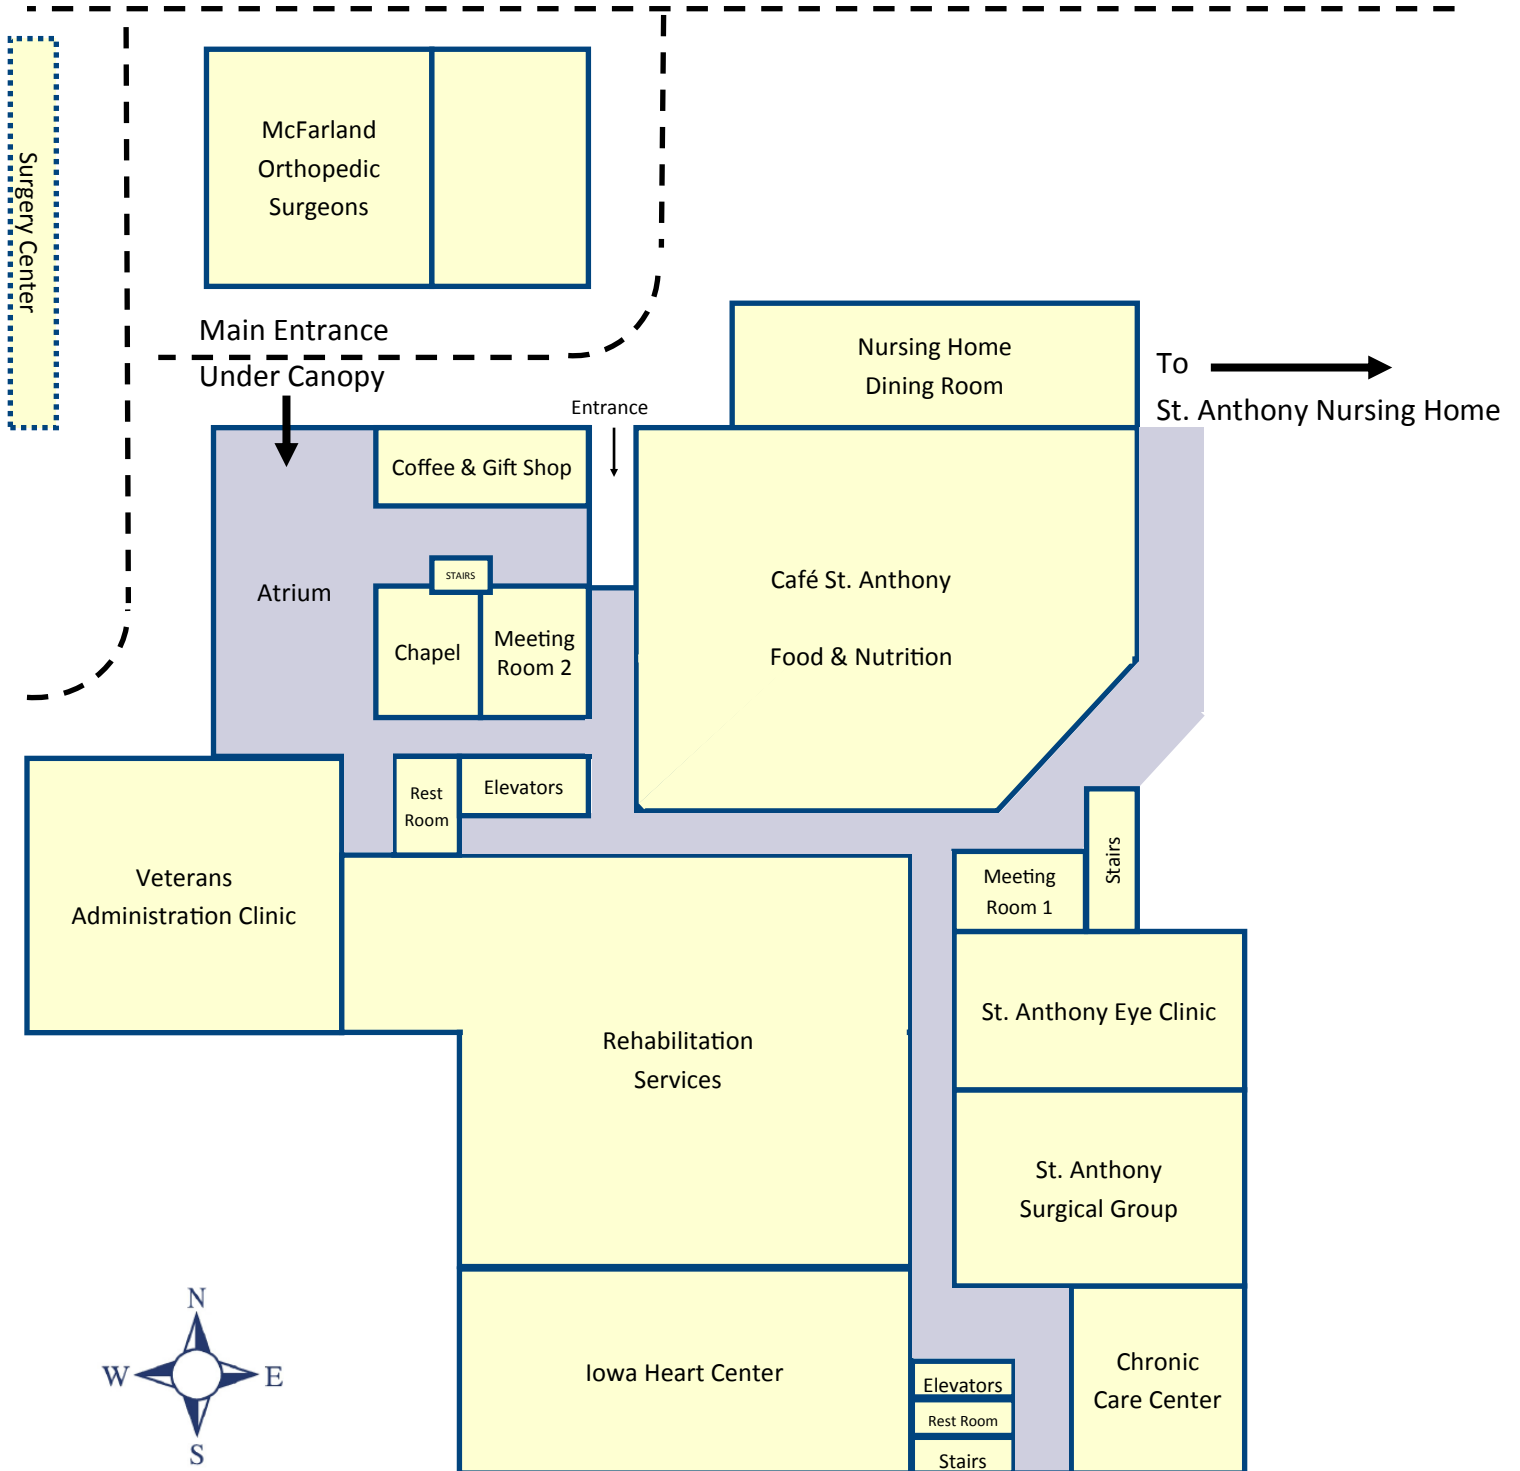 Surgery Center
McFarland
Orthopedic
Surgeons
Main Entrance
Under Canopy
Nursing Home
Dining Room
To
St. Anthony Nursing Home
Entrance
Coffee & Gift Shop
Atrium
STAIRS
Chapel
Meeting
Room 2
Café St. Anthony
Food & Nutrition
Rest
Room
Elevators
Veterans
Administration Clinic
Meeting
Room 1
Stairs
St. Anthony Eye Clinic
Rehabilitation
Services
St. Anthony
Surgical Group
Iowa Heart Center
Elevators
Rest Room
Stairs
Chronic
Care Center
N
W
E
S